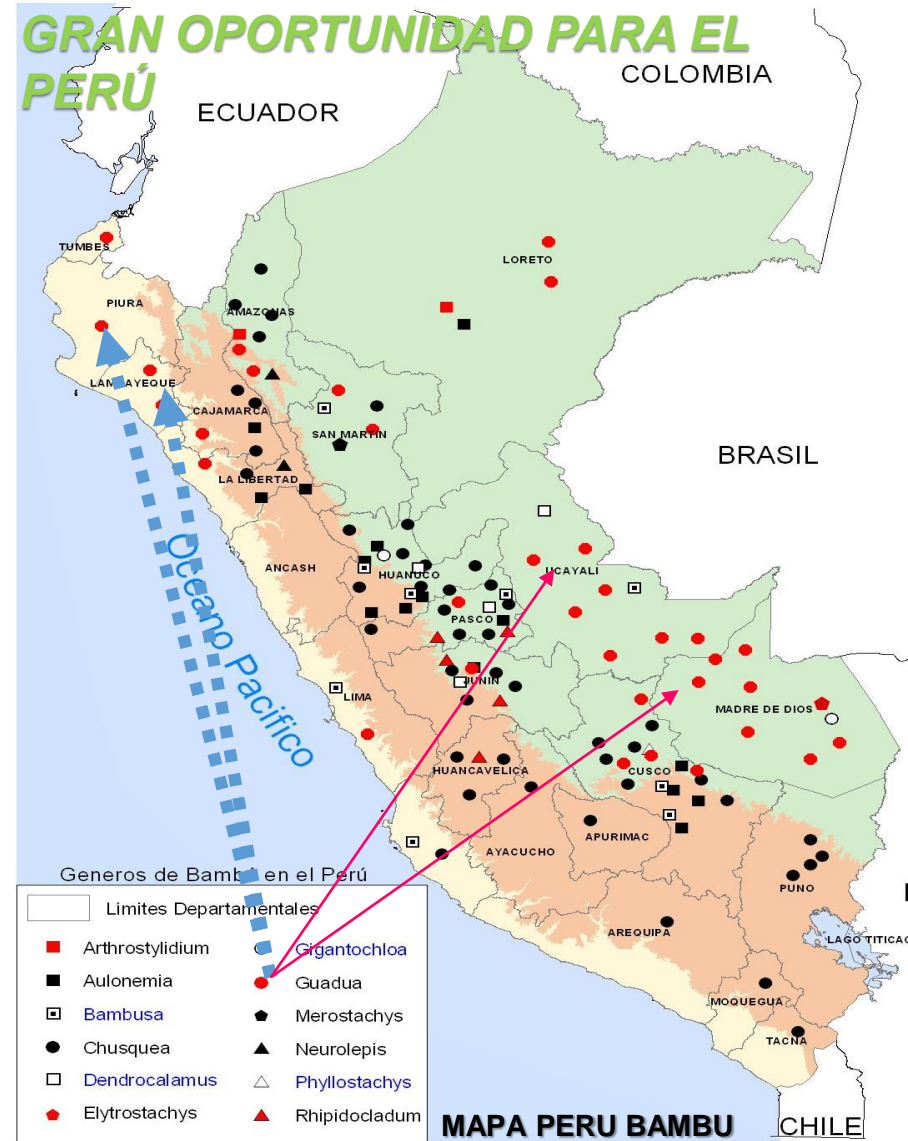 GRAN OPORTUNIDAD PARA EL
PERÚ
COLOMBIA
ECUADOR
TUMBES
LORETO
PIURA
AMAZONAS
LAMBAYEQUE
CAJAMARCA
SAN MARTIN
BRASIL
LA LIBERTAD
Oceano Pacifico
ANCASH
HUANUCO
UCAYALI
PASCO
JUNIN
LIMA
MADRE DE DIOS
HUANCAVELICA
CUSCO
APURIMAC
AYACUCHO
PUNO
AREQUIPA
LAGO TITICAC
MOQUEGUA
TACNA
CHILE
Generos de Bambú en el Perú
Limites Departamentales
Arthrostylidium
Aulonemia
Bambusa
Chusquea
Dendrocalamus
Elytrostachys
Gigantochloa
Guadua
Merostachys
Neurolepis
Phyllostachys
Rhipidocladum
MAPA PERU BAMBU